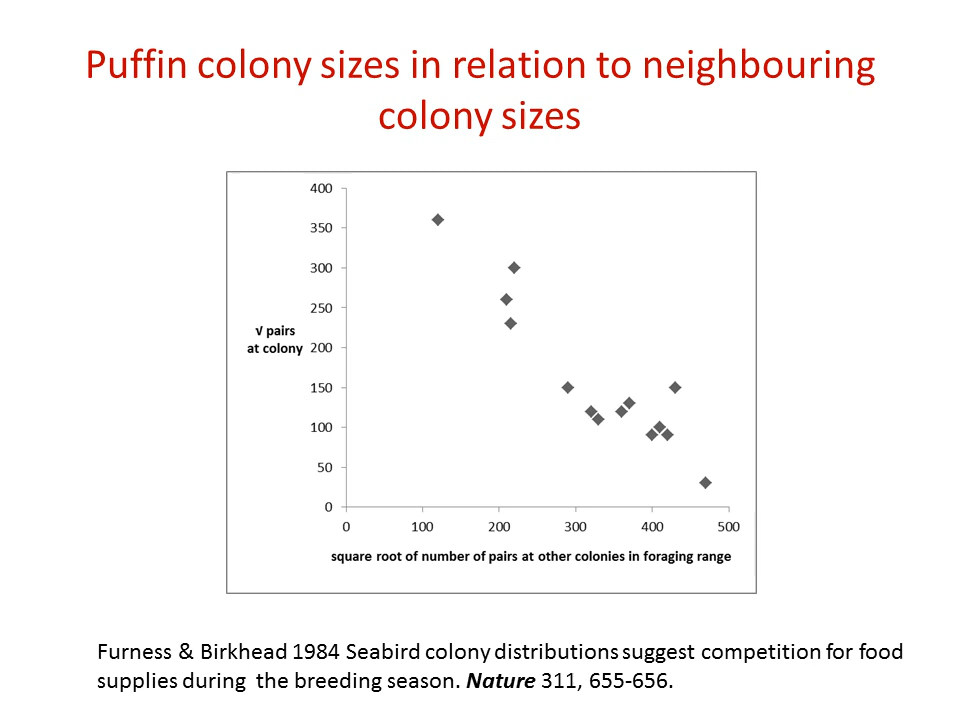 Puffin colony sizes in relation to neighbouring
colony sizes
400
350
300
250
200
150
100
50
0
√ pairs
at colony
0 100 200 300 400 500
square root of number of pairs at other colonies in foraging range
Furness & Birkhead 1984 Seabird colony distributions suggest competition for food
supplies during the breeding season. Nature 311, 655-656.